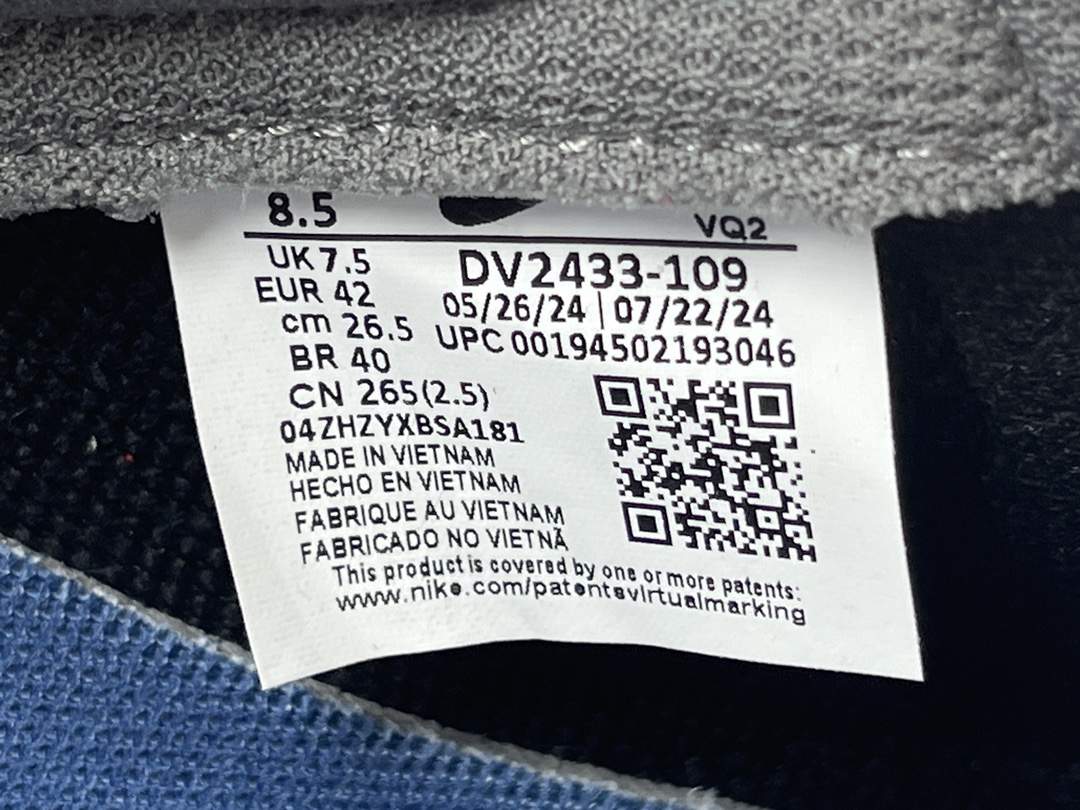 8.5
VQ2
UK 7.5
DV2433-109
EUR 42
05/26/24 | 07/22/24
cm 26.5
UPC 00194502193046
BR 40
CN 265(2.5)
04ZHZYXBSA181
MADE IN VIETNAM
HECHO EN VIETNAM
FABRIQUE AU VIETNAM
FABRICADO NO VIETNÃ
This product is covered by one or more patents:
www.nike.com/patentsvirtualmarking